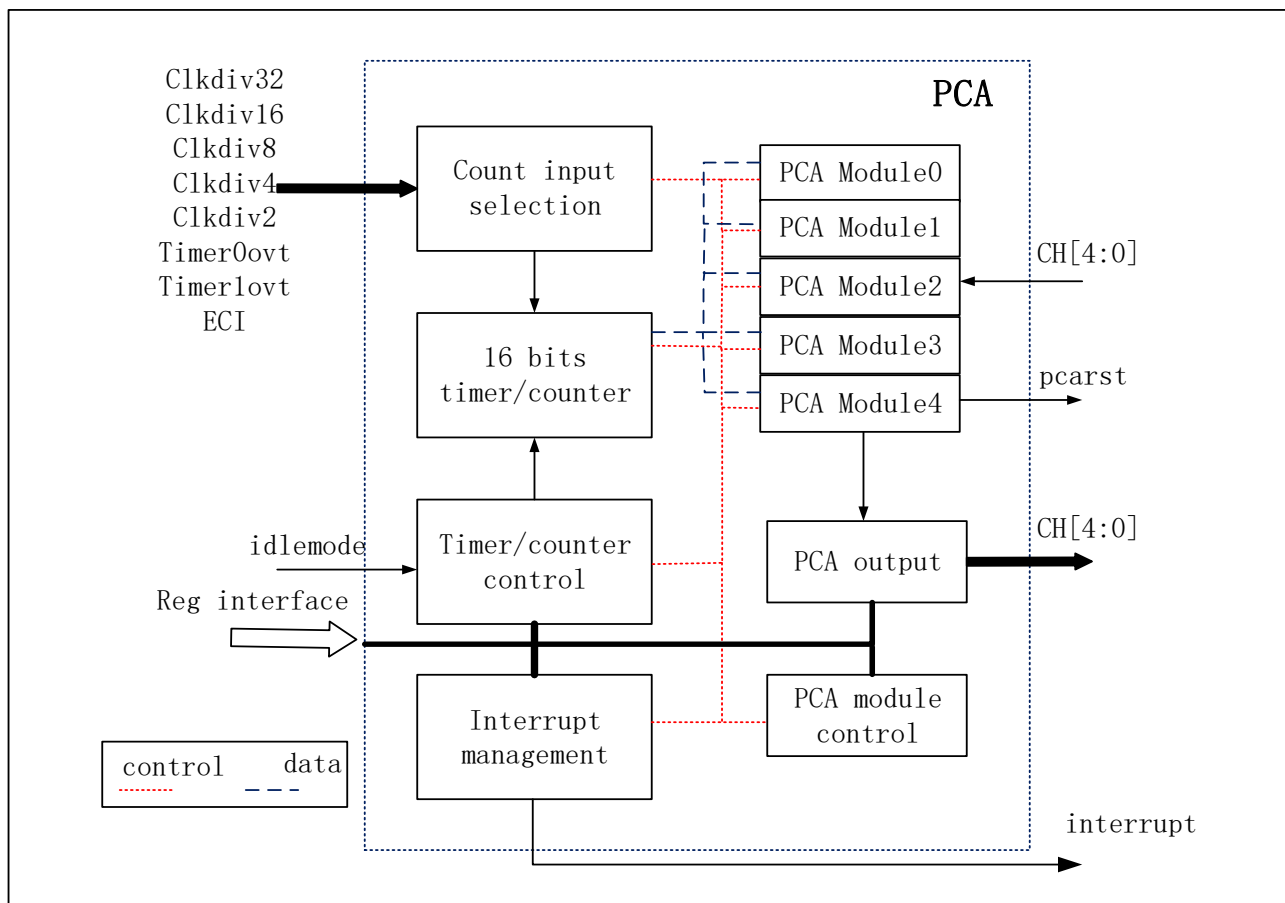 Clkdiv32
Clkdiv16
Clkdiv8
Clkdiv4
Clkdiv2
Timer0ovt
Timer1ovt
ECI
PCA
Count input
selection
16 bits
timer/counter
idlemode
Timer/counter
control
Reg interface
Interrupt
management
control
data
PCA Module0
PCA Module1
PCA Module2
PCA Module3
PCA Module4
CH[4:0]
pcarst
PCA output
CH[4:0]
PCA module
control
interrupt